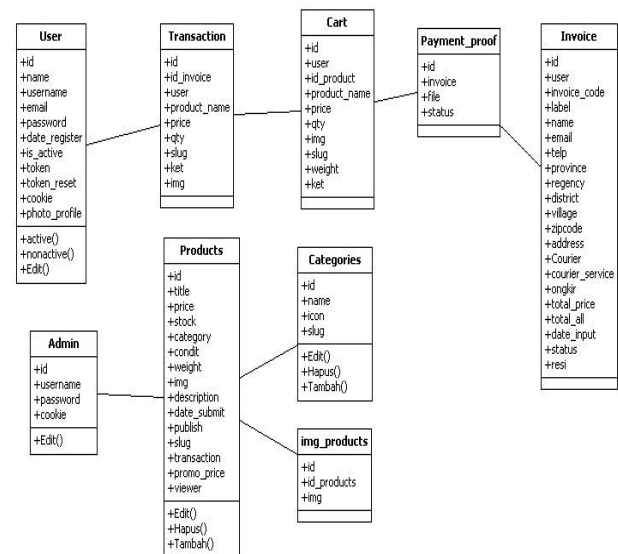 User
+id
+name
+username
+email
+password
+date_register
+is_active
+token
+token_reset
+cookie
+photo_profile
+active()
+nonactive()
+Edit()
Transaction
+id
+id_invoice
+user
+product_name
+price
+qty
+slug
+ket
+img
Cart
+id
+user
+id_product
+product_name
+price
+qty
+img
+slug
+weight
+ket
Payment_proof
+id
+invoice
+file
+status
Invoice
+id
+user
+invoice_code
+label
+name
+email
+telp
+province
+regency
+district
+village
+zipcode
+address
+Courier
+courier_service
+ongkir
+total_price
+total_all
+date_input
+status
+resi
Admin
+id
+username
+password
+cookie
+Edit()
Products
+id
+title
+price
+stock
+category
+condit
+weight
+img
+description
+date_submit
+publish
+slug
+transaction
+promo_price
+viewer
+Edit()
+Hapus()
+Tambah()
Categories
+id
+name
+icon
+slug
+Edit()
+Hapus()
+Tambah()
img_products
+id
+id_products
+img